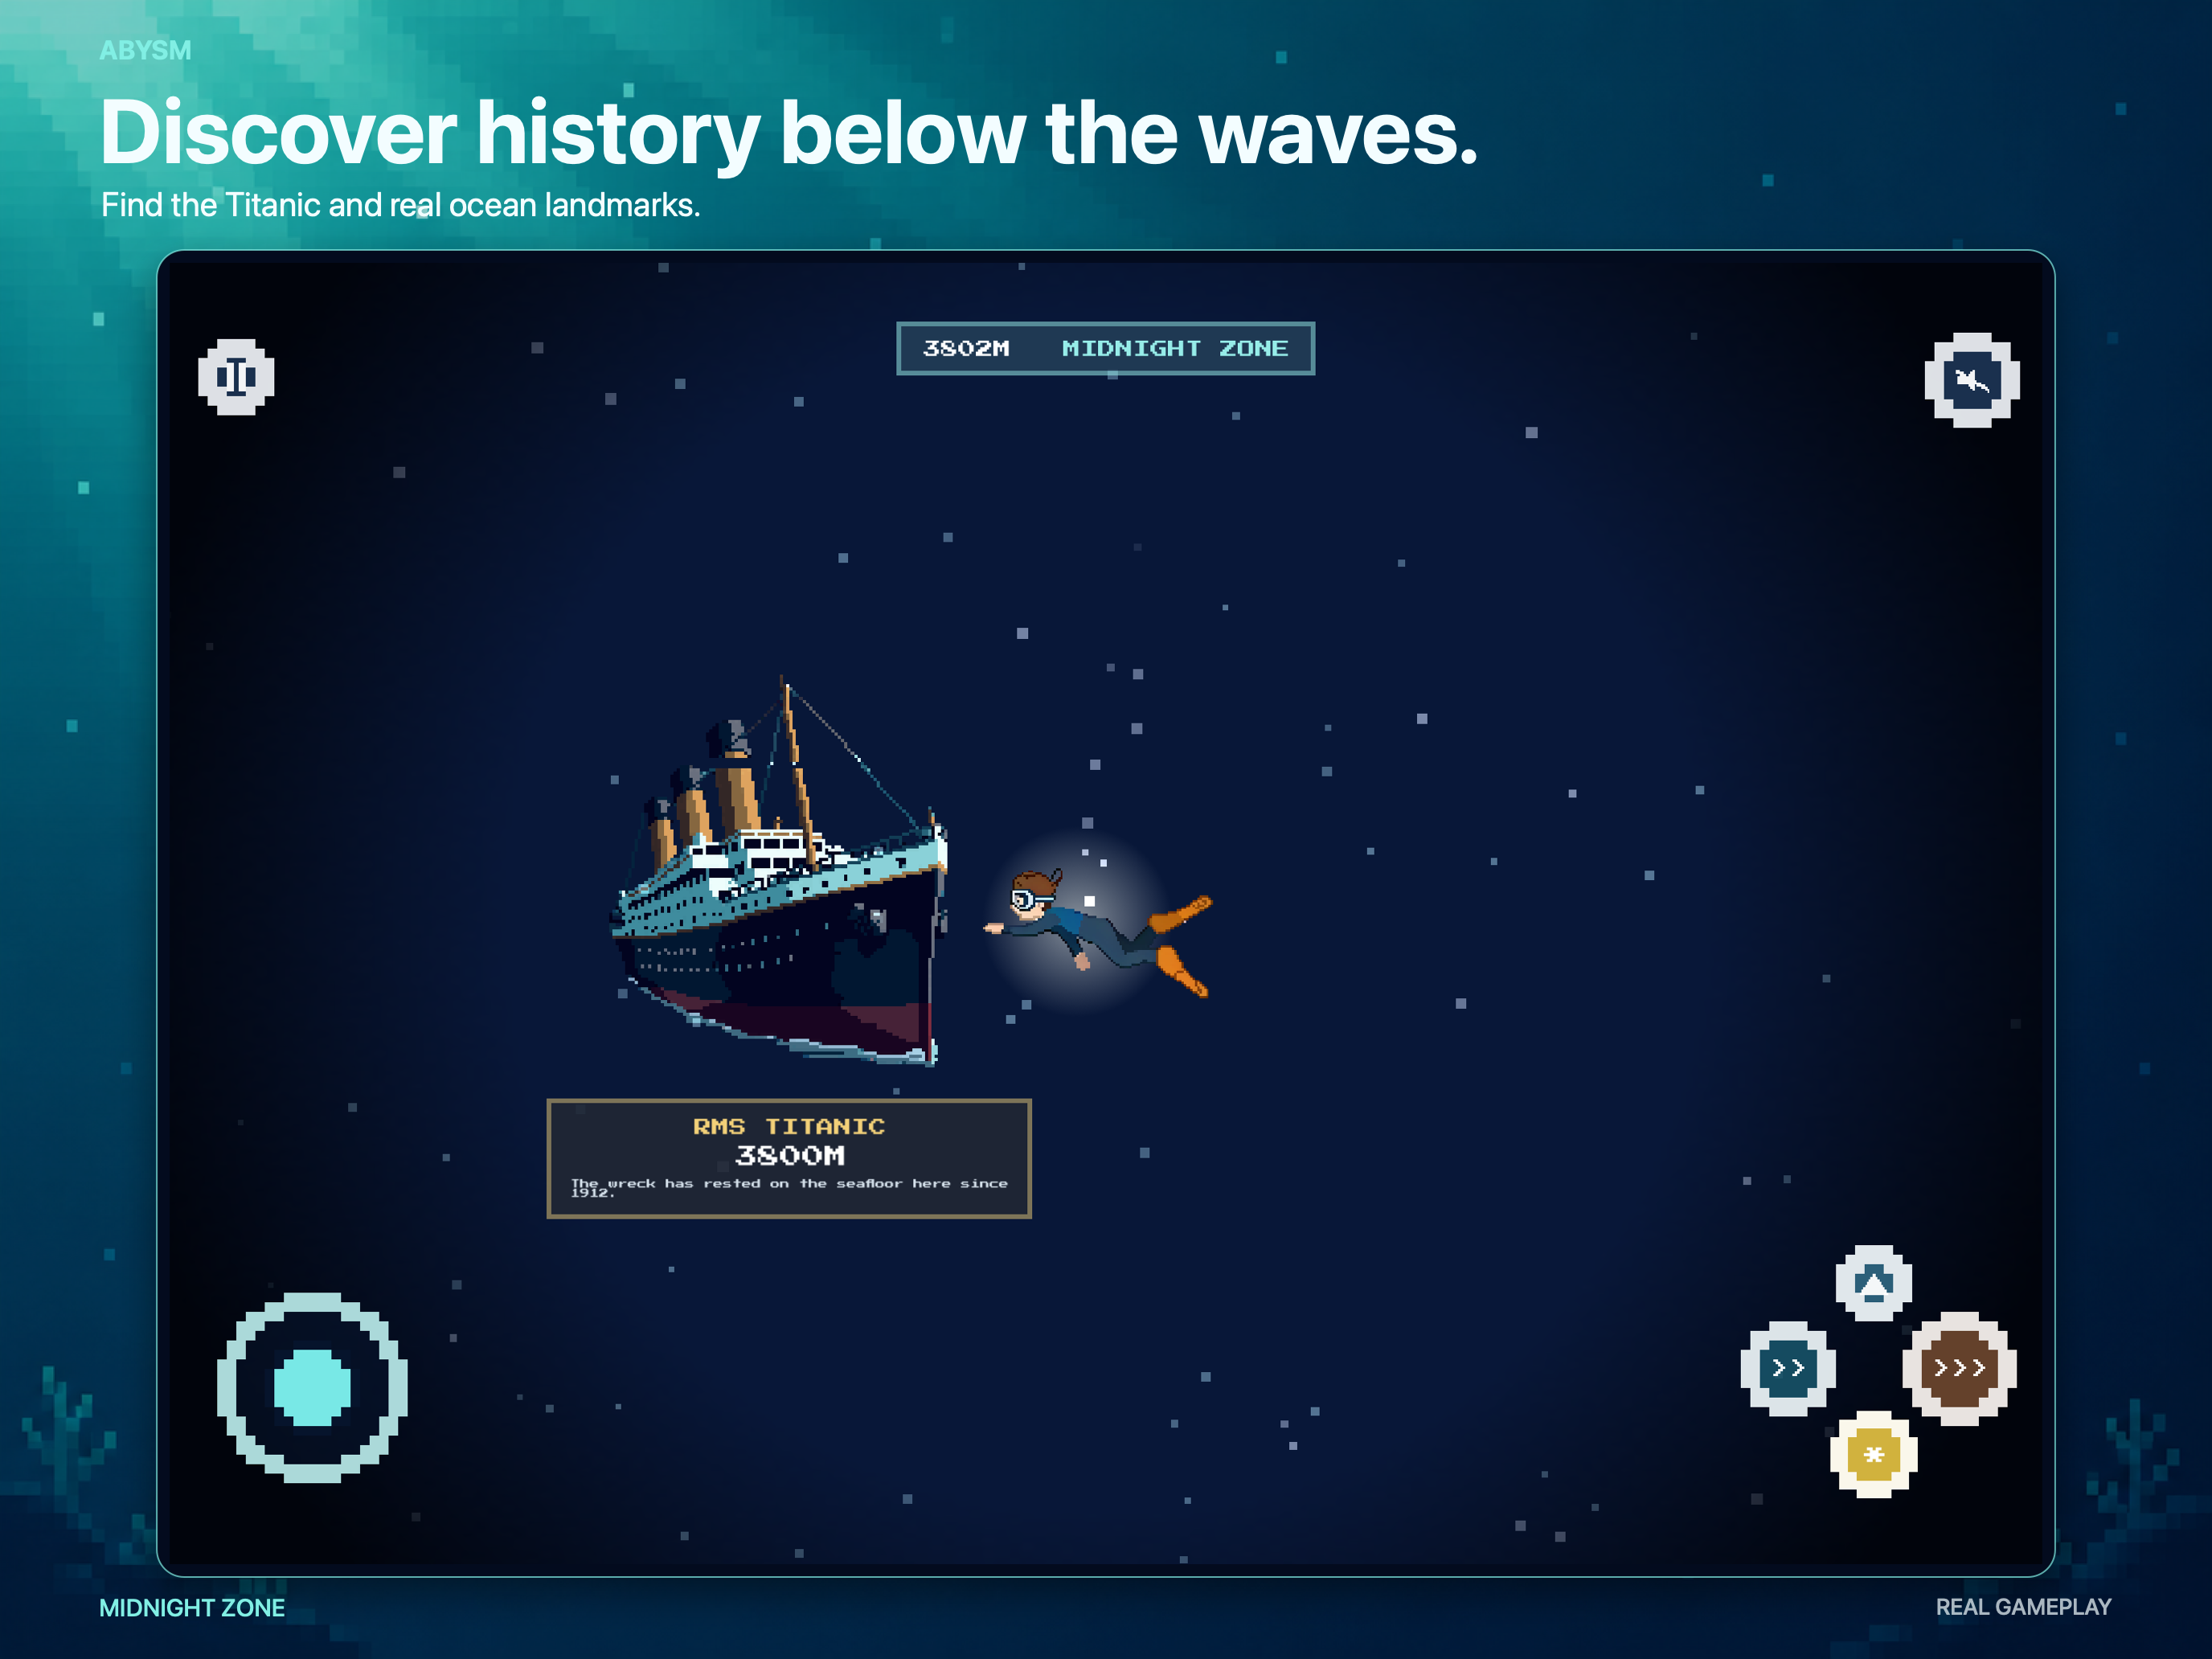 ABYSM
Discover history below the waves.
Find the Titanic and real ocean landmarks.
3802M MIDNIGHT ZONE
RMS TITANIC
3800M
The wreck has rested on the seafloor here since
1912.
>> >>>
*
MIDNIGHT ZONE
REAL GAMEPLAY